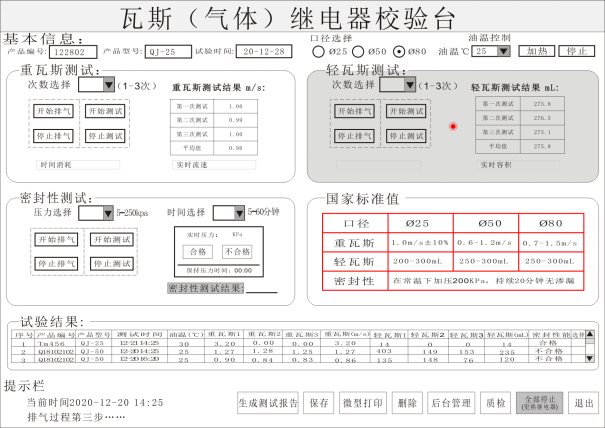 瓦斯（气体）继电器校验台
基本信息：
产品编号: 122802 产品型号: QJ-25 试验时间: 20-12-28
口径选择
Ø25 Ø50 Ø80
油温控制
油温℃ 25 加热 停止
重瓦斯测试：
次数选择 (1-3次)
开始排气 开始测试
停止排气 停止测试
时间消耗
重瓦斯测试结果 m/s:
第一次测试 1.00
第二次测试 0.99
第三次测试 1.00
平均值 0.96
实时流速
轻瓦斯测试：
次数选择 (1-3次)
开始排气 开始测试
停止排气 停止测试
轻瓦斯测试结果 mL:
第一次测试 275.8
第二次测试 276.5
第三次测试 275.1
平均值 275.8
实时容积
密封性测试：
压力选择 5-250kpa
开始排气 开始测试
停止排气 停止测试
时间选择 5-60分钟
实时压力： KPa
合格 不合格
保持压力时间：00:00
密封性测试结果:
国家标准值
口径 Ø25 Ø50 Ø80
重瓦斯 1.0m/s±10% 0.6-1.2m/s 0.7-1.5m/s
轻瓦斯 200-300mL 250-300mL 250-300mL
密封性 在常温下加压200KPm，持续20分钟无渗漏
试验结果：
序号 产品编号 产品型号 测试时间 油温(℃) 重瓦斯1 重瓦斯2 重瓦斯3 重瓦斯(m/s) 轻瓦斯1 轻瓦斯2 轻瓦斯3 轻瓦斯(mL) 密封性能 选择
1 Tm456 QJ-25 12-21 14:25 30 3.20 0.00 0.00 3.20 14 0 0 14 合格
2 Q18102102 QJ-50 12-20 14:25 25 1.27 1.28 1.25 1.27 403 149 153 235 不合格
3 Q18102102 QJ-50 12-20 16:20 25 0.90 0.84 0.83 0.86 135 148 76 120 不合格
提示栏
当前时间2020-12-20 14:25
排气过程第三步……
生成测试报告 保存 微型打印 删除 后台管理 质检 全部停止 退出
(更换继电器)